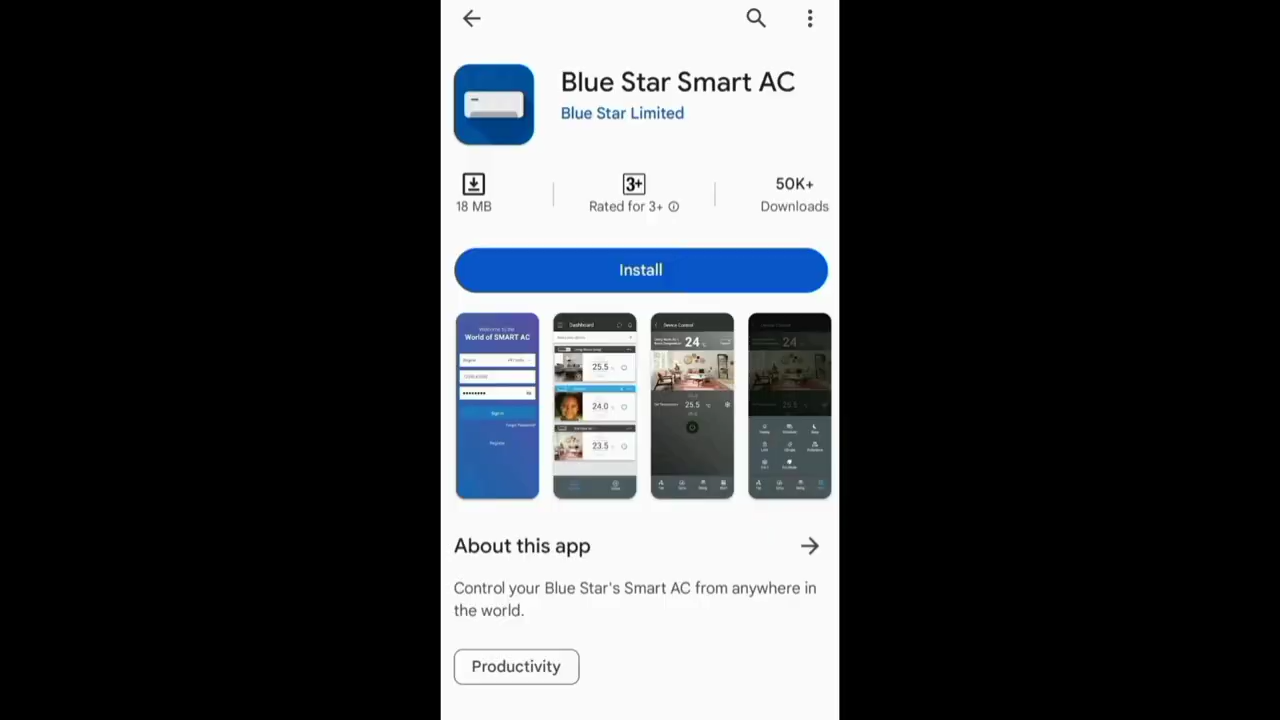 Blue Star Smart AC
Blue Star Limited
3+
50K+
18 MB
Rated for 3+
Downloads
Install
Welcome to the
World of SMART AC
Sign In
Forgot Password?
Register
Dashboard
25.5
24.0
23.5
Device Control
24 °C
25.5
24
25.5
About this app
Control your Blue Star's Smart AC from anywhere in
the world.
Productivity